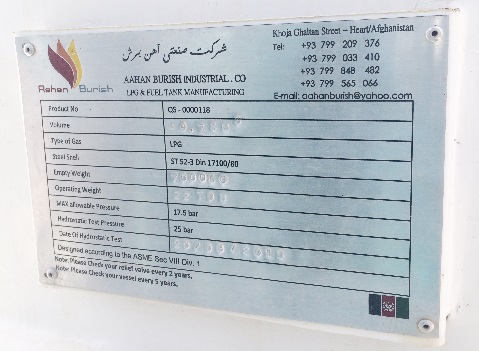 شرکت صنعتی آهن برش
Aahan Burish
AAHAN BURISH INDUSTRIAL . CO
LPG & FUEL TANK MANUFACTURING
Khoja Ghaltan Street – Heart/Afghanistan
Tel: +93 799 209 376
+93 799 033 410
+93 799 848 482
+93 799 565 066
E-mail: aahanburish@yahoo.com
Product No QS - 0000118
Volume
Type of Gas LPG
Steel Shell ST 52-3 Din 17100/80
Empty Weight
Operating Weight
MAX allowable Pressure 17.5 bar
Hydrostatic Test Pressure 25 bar
Date Of Hydrostatic Test
Designed according to the ASME Sec VIII Div. 1
Note: Please Check your relief valve every 2 years.
Note: Please Check your vessel every 5 years.